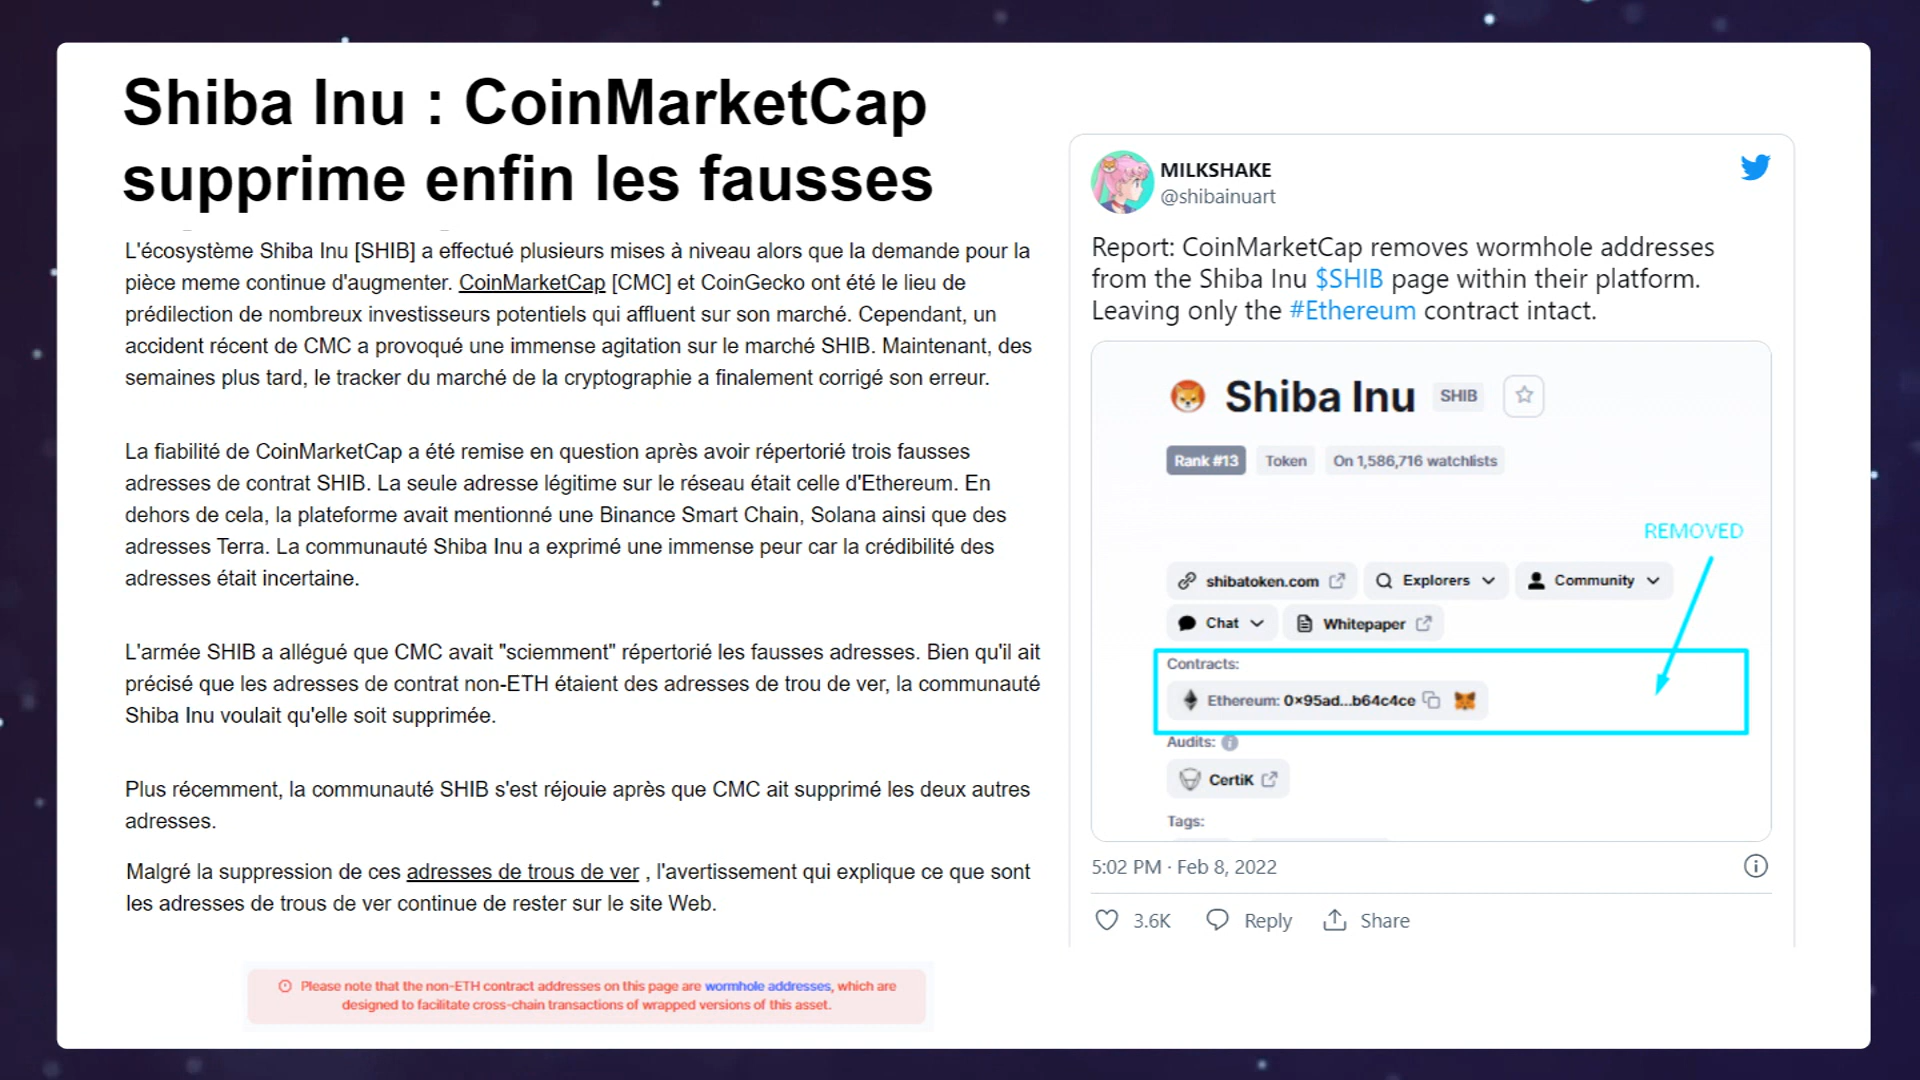 Shiba Inu : CoinMarketCap
supprime enfin les fausses
L'écosystème Shiba Inu [SHIB] a effectué plusieurs mises à niveau alors que la demande pour la
pièce meme continue d'augmenter. CoinMarketCap [CMC] et CoinGecko ont été le lieu de
prédilection de nombreux investisseurs potentiels qui affluent sur son marché. Cependant, un
accident récent de CMC a provoqué une immense agitation sur le marché SHIB. Maintenant, des
semaines plus tard, le tracker du marché de la cryptographie a finalement corrigé son erreur.
La fiabilité de CoinMarketCap a été remise en question après avoir répertorié trois fausses
adresses de contrat SHIB. La seule adresse légitime sur le réseau était celle d'Ethereum. En
dehors de cela, la plateforme avait mentionné une Binance Smart Chain, Solana ainsi que des
adresses Terra. La communauté Shiba Inu a exprimé une immense peur car la crédibilité des
adresses était incertaine.
L'armée SHIB a allégué que CMC avait "sciemment" répertorié les fausses adresses. Bien qu'il ait
précisé que les adresses de contrat non-ETH étaient des adresses de trou de ver, la communauté
Shiba Inu voulait qu'elle soit supprimée.
Plus récemment, la communauté SHIB s'est réjouie après que CMC ait supprimé les deux autres
adresses.
Malgré la suppression de ces adresses de trous de ver , l'avertissement qui explique ce que sont
les adresses de trous de ver continue de rester sur le site Web.
Please note that the non-ETH contract addresses on this page are wormhole addresses, which are
designed to facilitate cross-chain transactions of wrapped versions of this asset.
MILKSHAKE
@shibainuart
Report: CoinMarketCap removes wormhole addresses
from the Shiba Inu $SHIB page within their platform.
Leaving only the #Ethereum contract intact.
Shiba Inu SHIB
Rank #13 Token On 1,586,716 watchlists
REMOVED
shibatoken.com Explorers Community
Chat Whitepaper
Contracts:
Ethereum: 0x95ad...b64c4ce
Audits:
CertiK
Tags:
5:02 PM · Feb 8, 2022
3.6K Reply Share